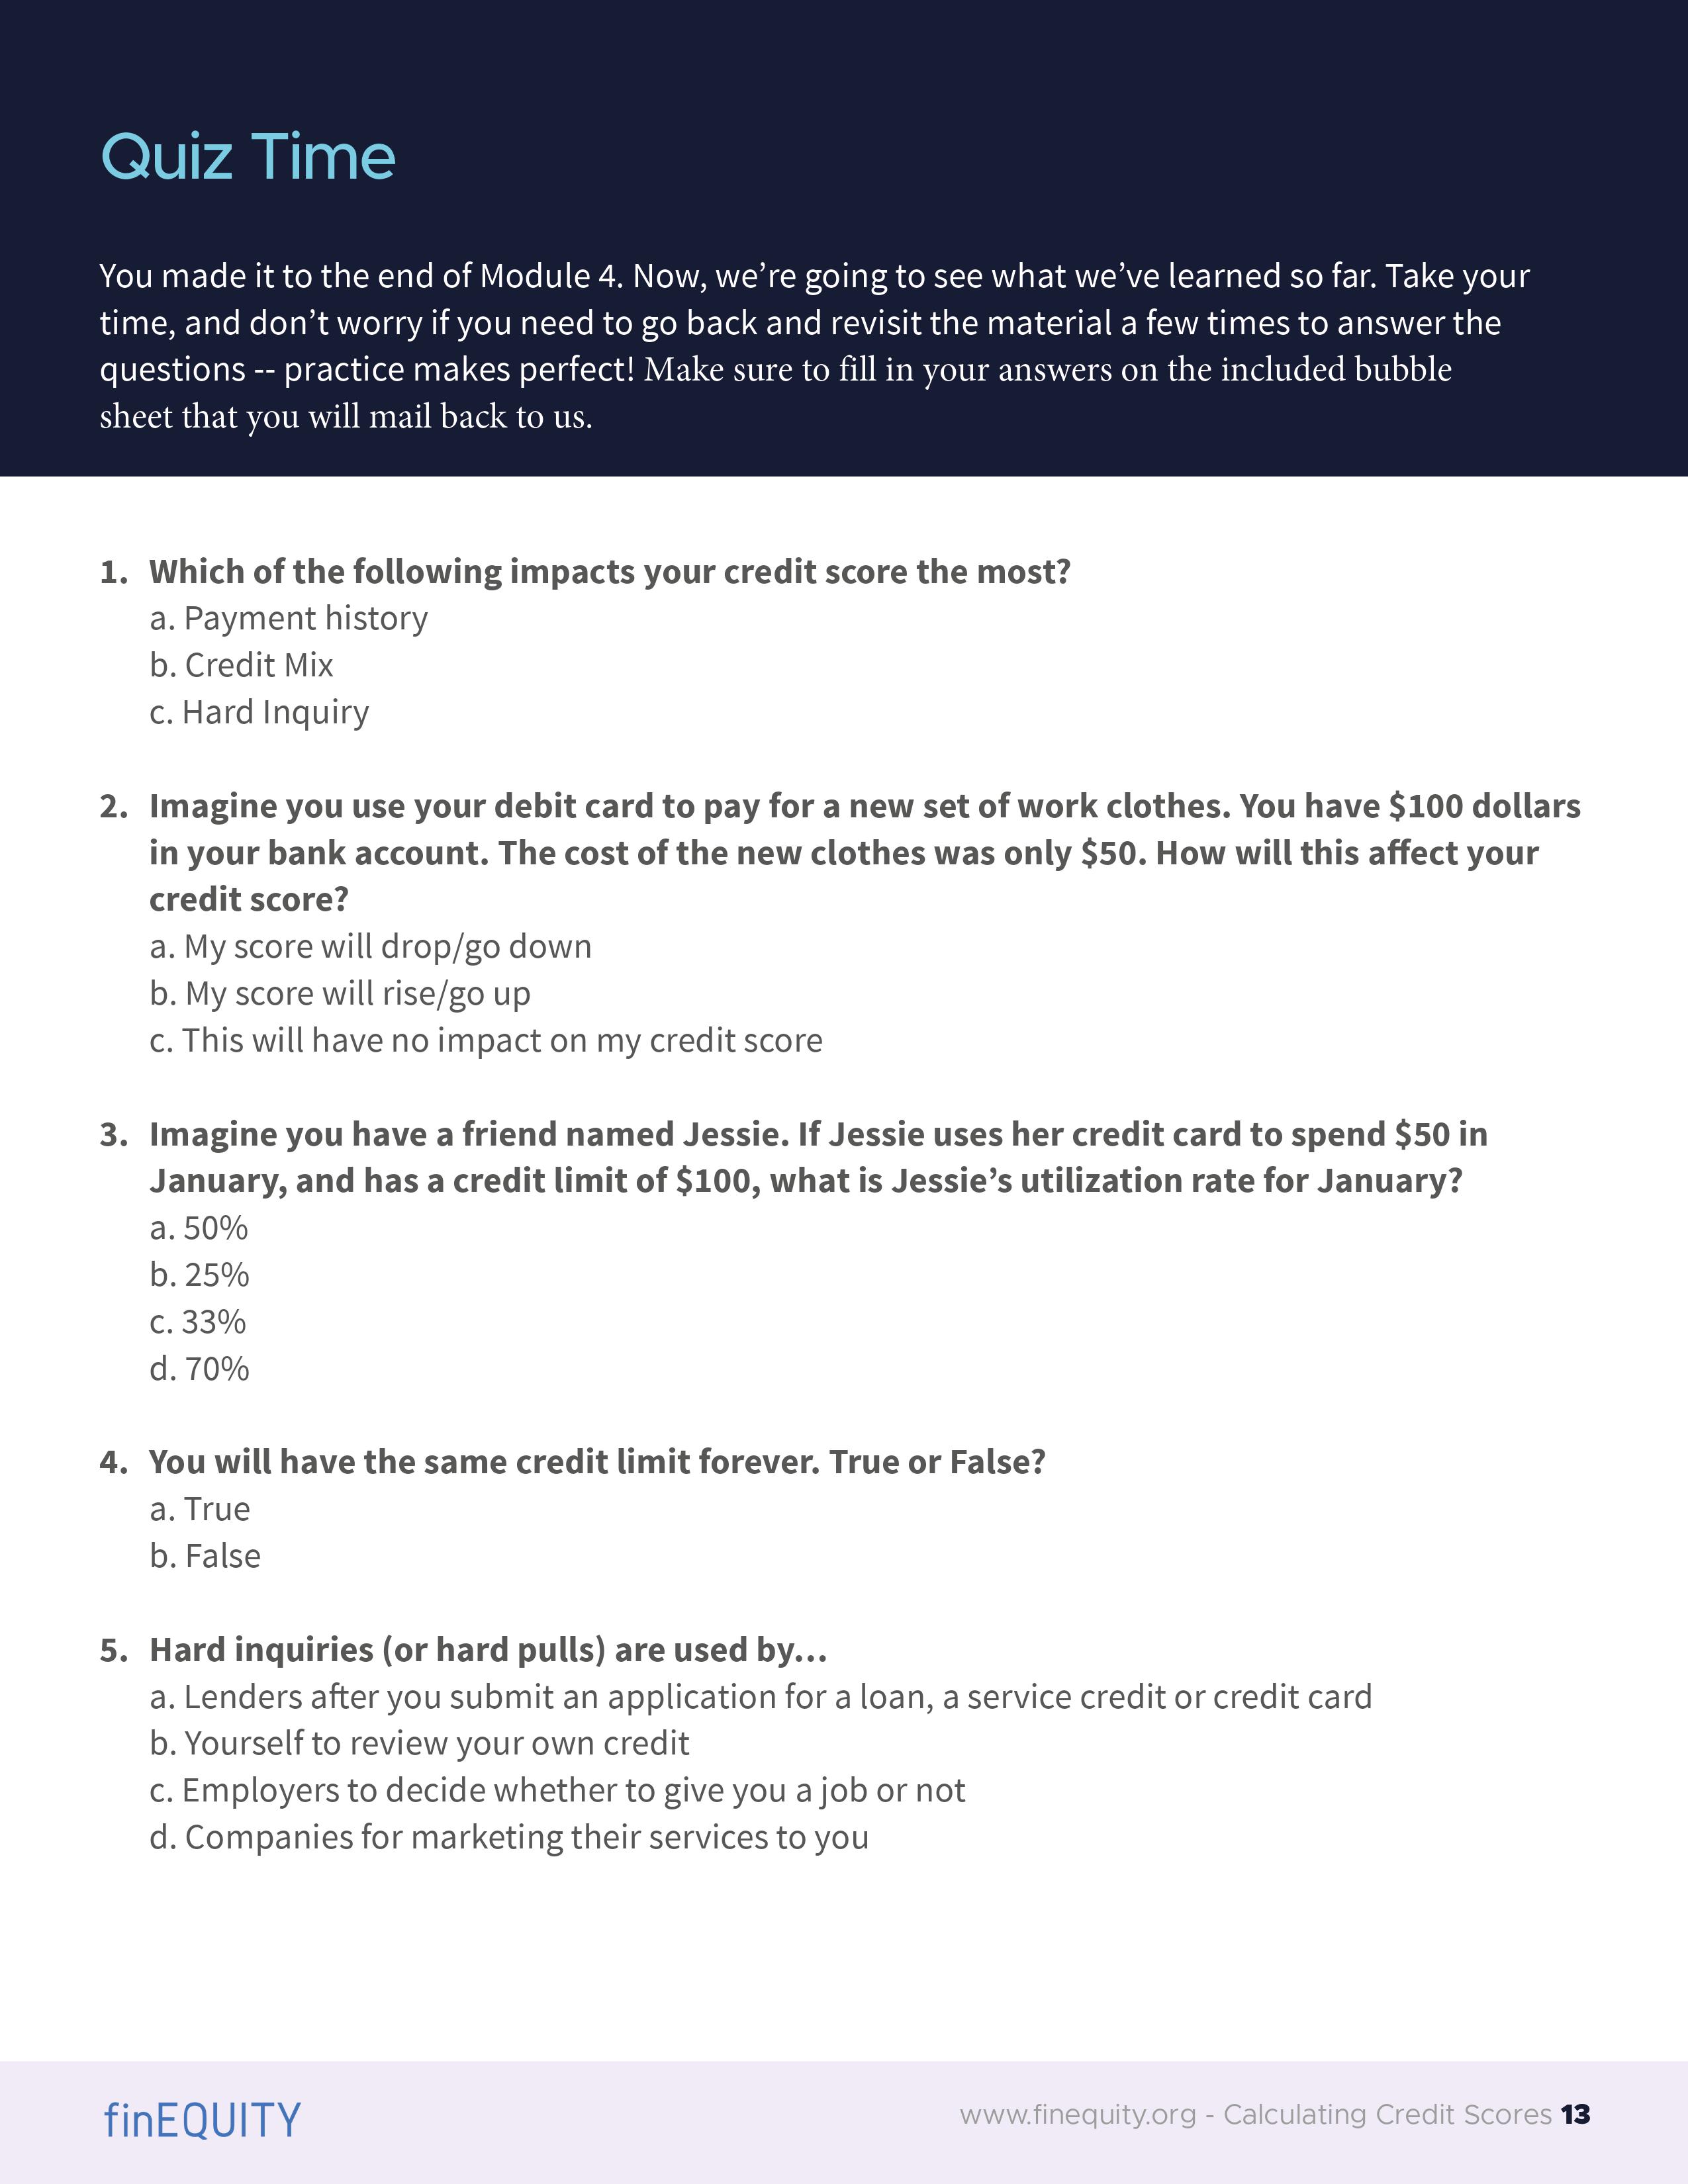 Quiz Time
You made it to the end of Module 4. Now, we’re going to see what we’ve learned so far. Take your
time, and don’t worry if you need to go back and revisit the material a few times to answer the
questions -- practice makes perfect! Make sure to fill in your answers on the included bubble
sheet that you will mail back to us.
1. Which of the following impacts your credit score the most?
a. Payment history
b. Credit Mix
c. Hard Inquiry
2. Imagine you use your debit card to pay for a new set of work clothes. You have $100 dollars
in your bank account. The cost of the new clothes was only $50. How will this affect your
credit score?
a. My score will drop/go down
b. My score will rise/go up
c. This will have no impact on my credit score
3. Imagine you have a friend named Jessie. If Jessie uses her credit card to spend $50 in
January, and has a credit limit of $100, what is Jessie’s utilization rate for January?
a. 50%
b. 25%
c. 33%
d. 70%
4. You will have the same credit limit forever. True or False?
a. True
b. False
5. Hard inquiries (or hard pulls) are used by...
a. Lenders after you submit an application for a loan, a service credit or credit card
b. Yourself to review your own credit
c. Employers to decide whether to give you a job or not
d. Companies for marketing their services to you
finEQUITY
www.finequity.org - Calculating Credit Scores 13